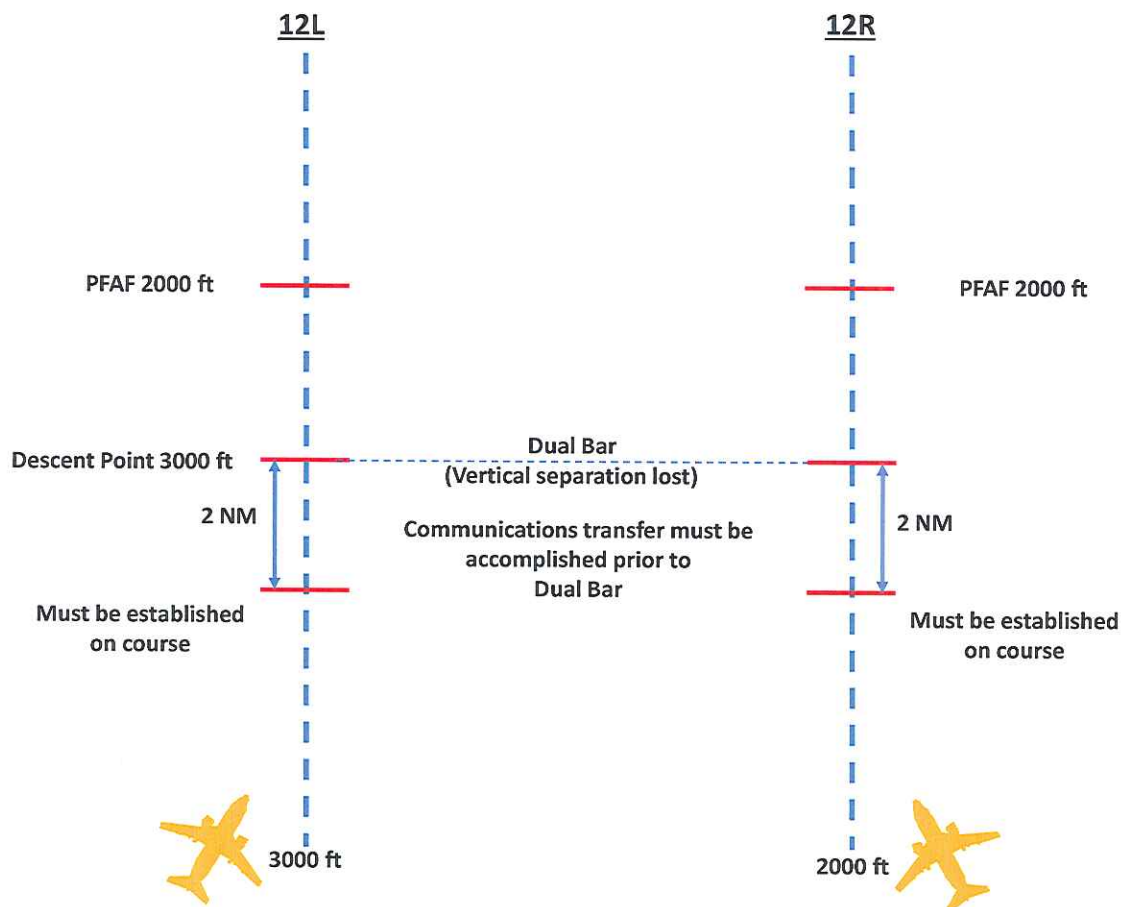 12L
12R
PFAF 2000 ft
PFAF 2000 ft
Descent Point 3000 ft
Dual Bar
(Vertical separation lost)
2 NM
2 NM
Communications transfer must be
accomplished prior to
Dual Bar
Must be established
on course
Must be established
on course
3000 ft
2000 ft